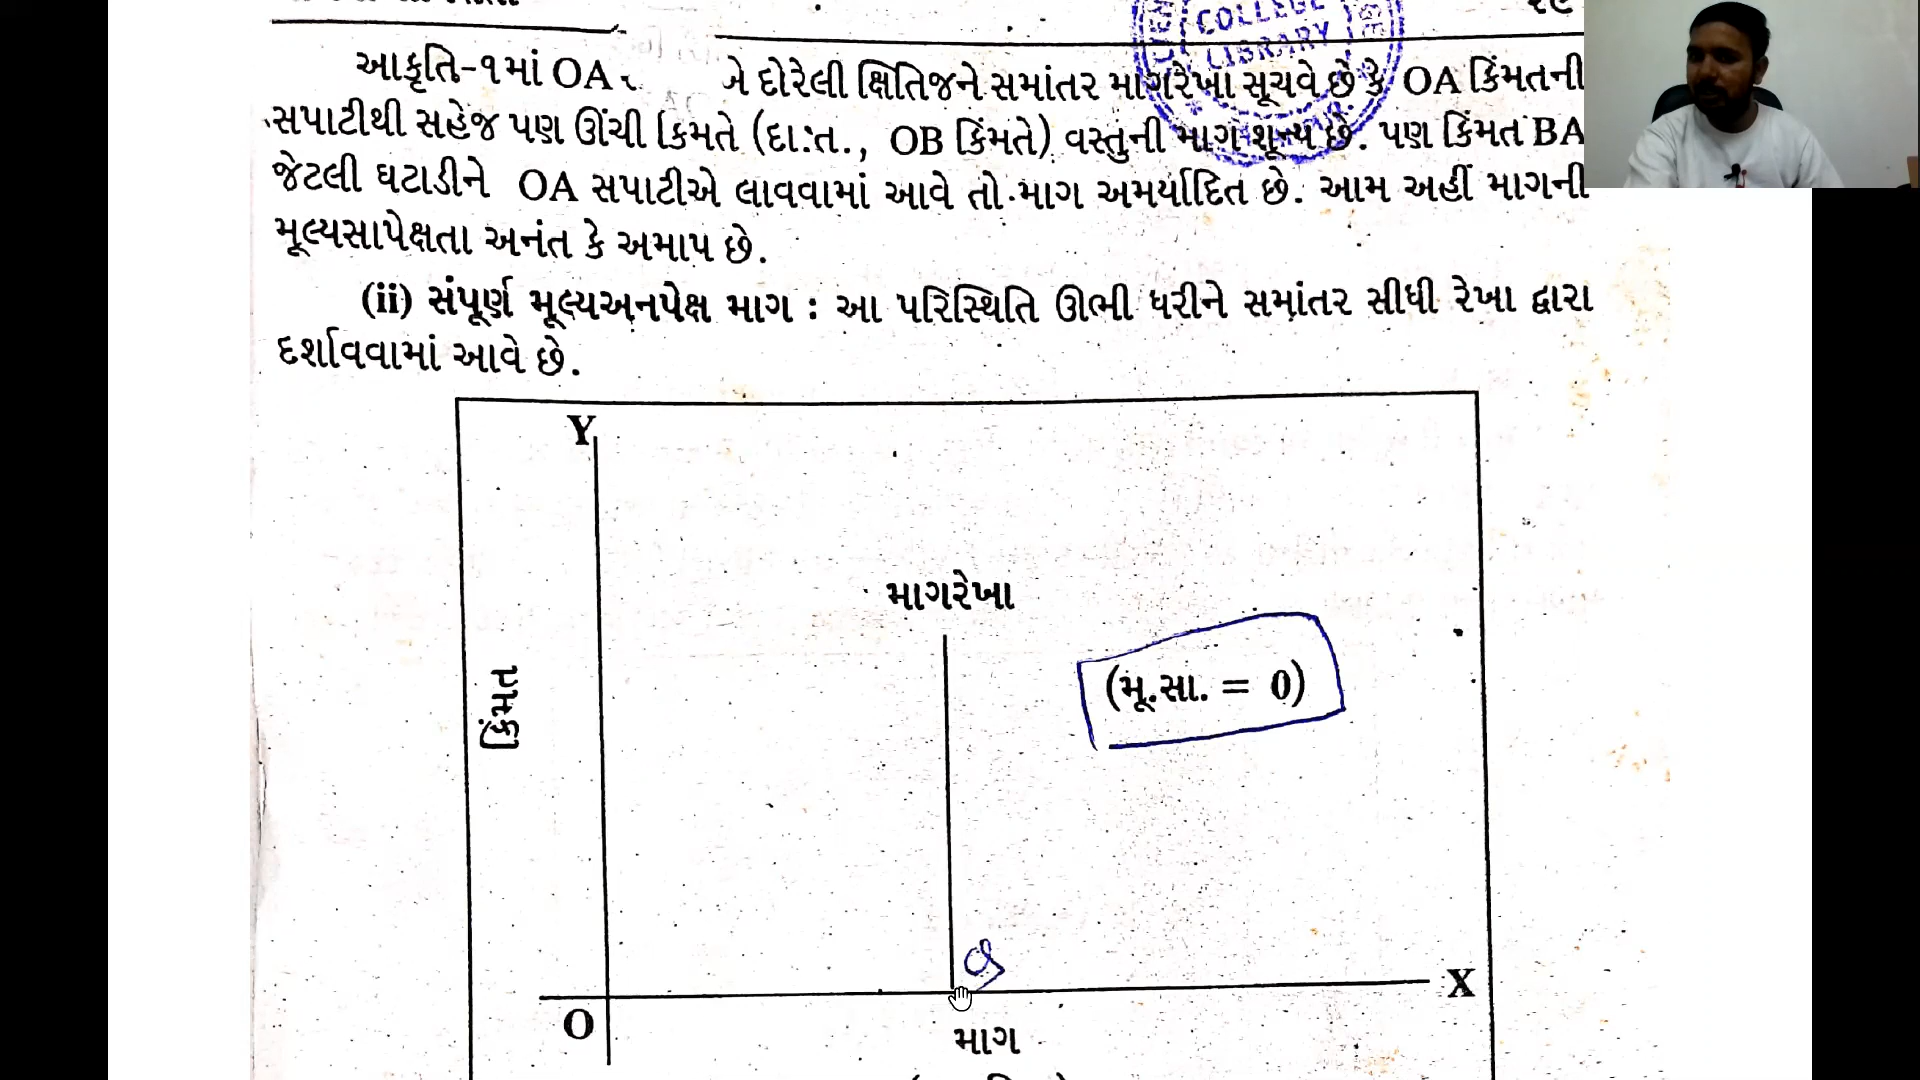 COLLEGE
LIBRARY
આકૃતિ-૧માં OA દોરેલી ક્ષિતિજને સમાંતર માગરેખા સૂચવે છે કે OA કિંમતની
સપાટીથી સહેજ પણ ઊંચી કિંમતે (દા.ત., OB કિંમતે) વસ્તુની માગ શૂન્ય છે. પણ કિંમત BA
જેટલી ઘટાડીને OA સપાટીએ લાવવામાં આવે તો માગ અમર્યાદિત છે. આમ અહીં માગની
મૂલ્યસાપેક્ષતા અનંત કે અમાપ છે.
(ii) સંપૂર્ણ મૂલ્યઅનપેક્ષ માગ : આ પરિસ્થિતિ ઊભી ધરીને સમાંતર સીધી રેખા દ્વારા
દર્શાવવામાં આવે છે.
Y
માગરેખા
(મૂ.સા. = 0)
કિંમત
X
O
માગ